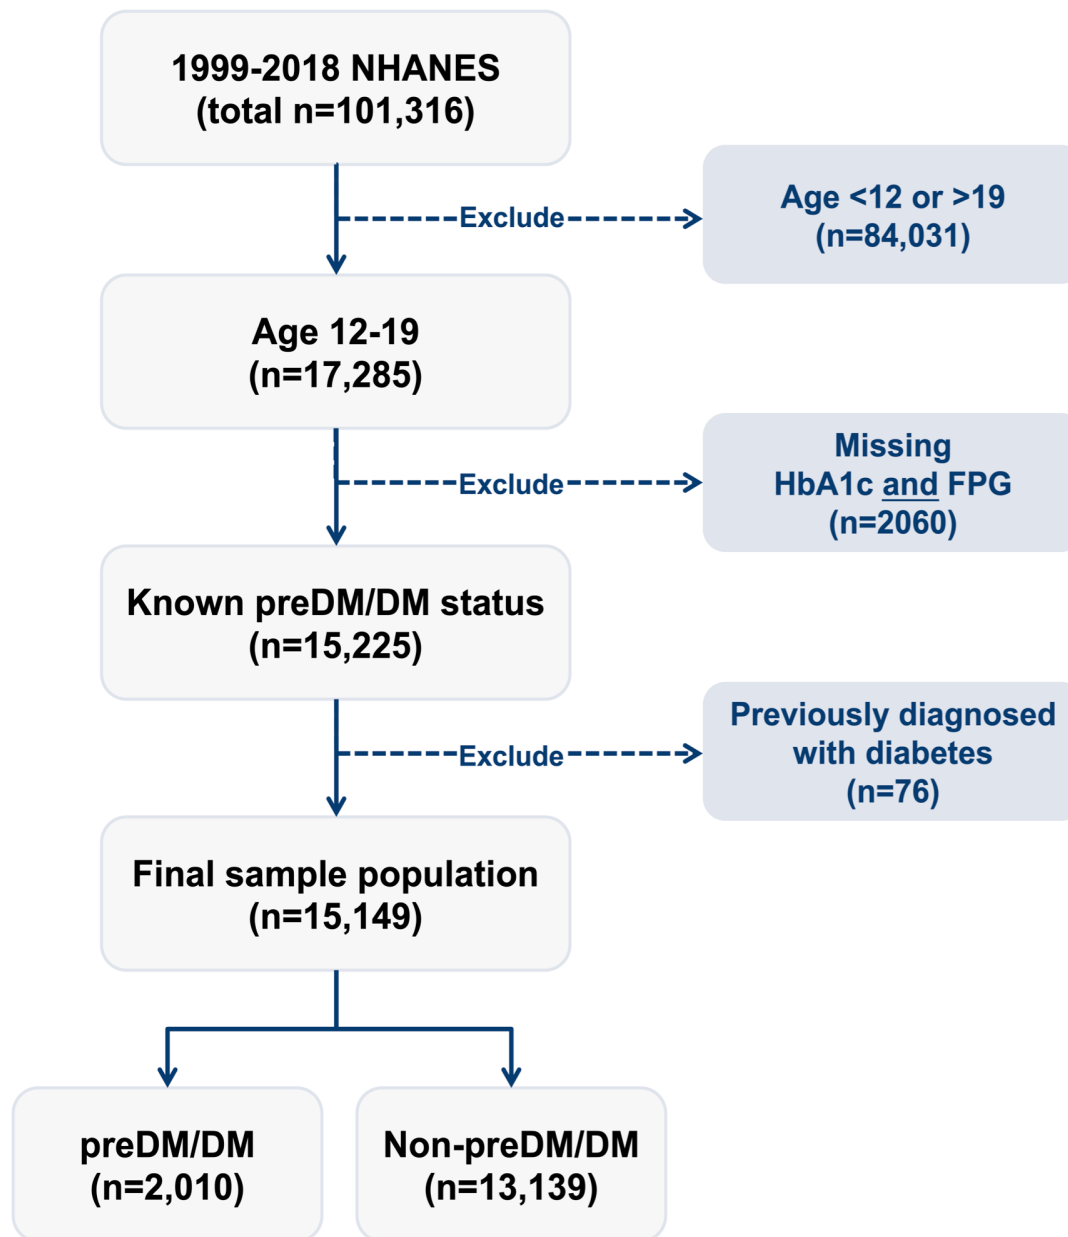 1999-2018 NHANES
(total n=101,316)
Exclude
Age <12 or >19
(n=84,031)
Age 12-19
(n=17,285)
Exclude
Missing
HbA1c and FPG
(n=2060)
Known preDM/DM status
(n=15,225)
Exclude
Previously diagnosed
with diabetes
(n=76)
Final sample population
(n=15,149)
preDM/DM
(n=2,010)
Non-preDM/DM
(n=13,139)